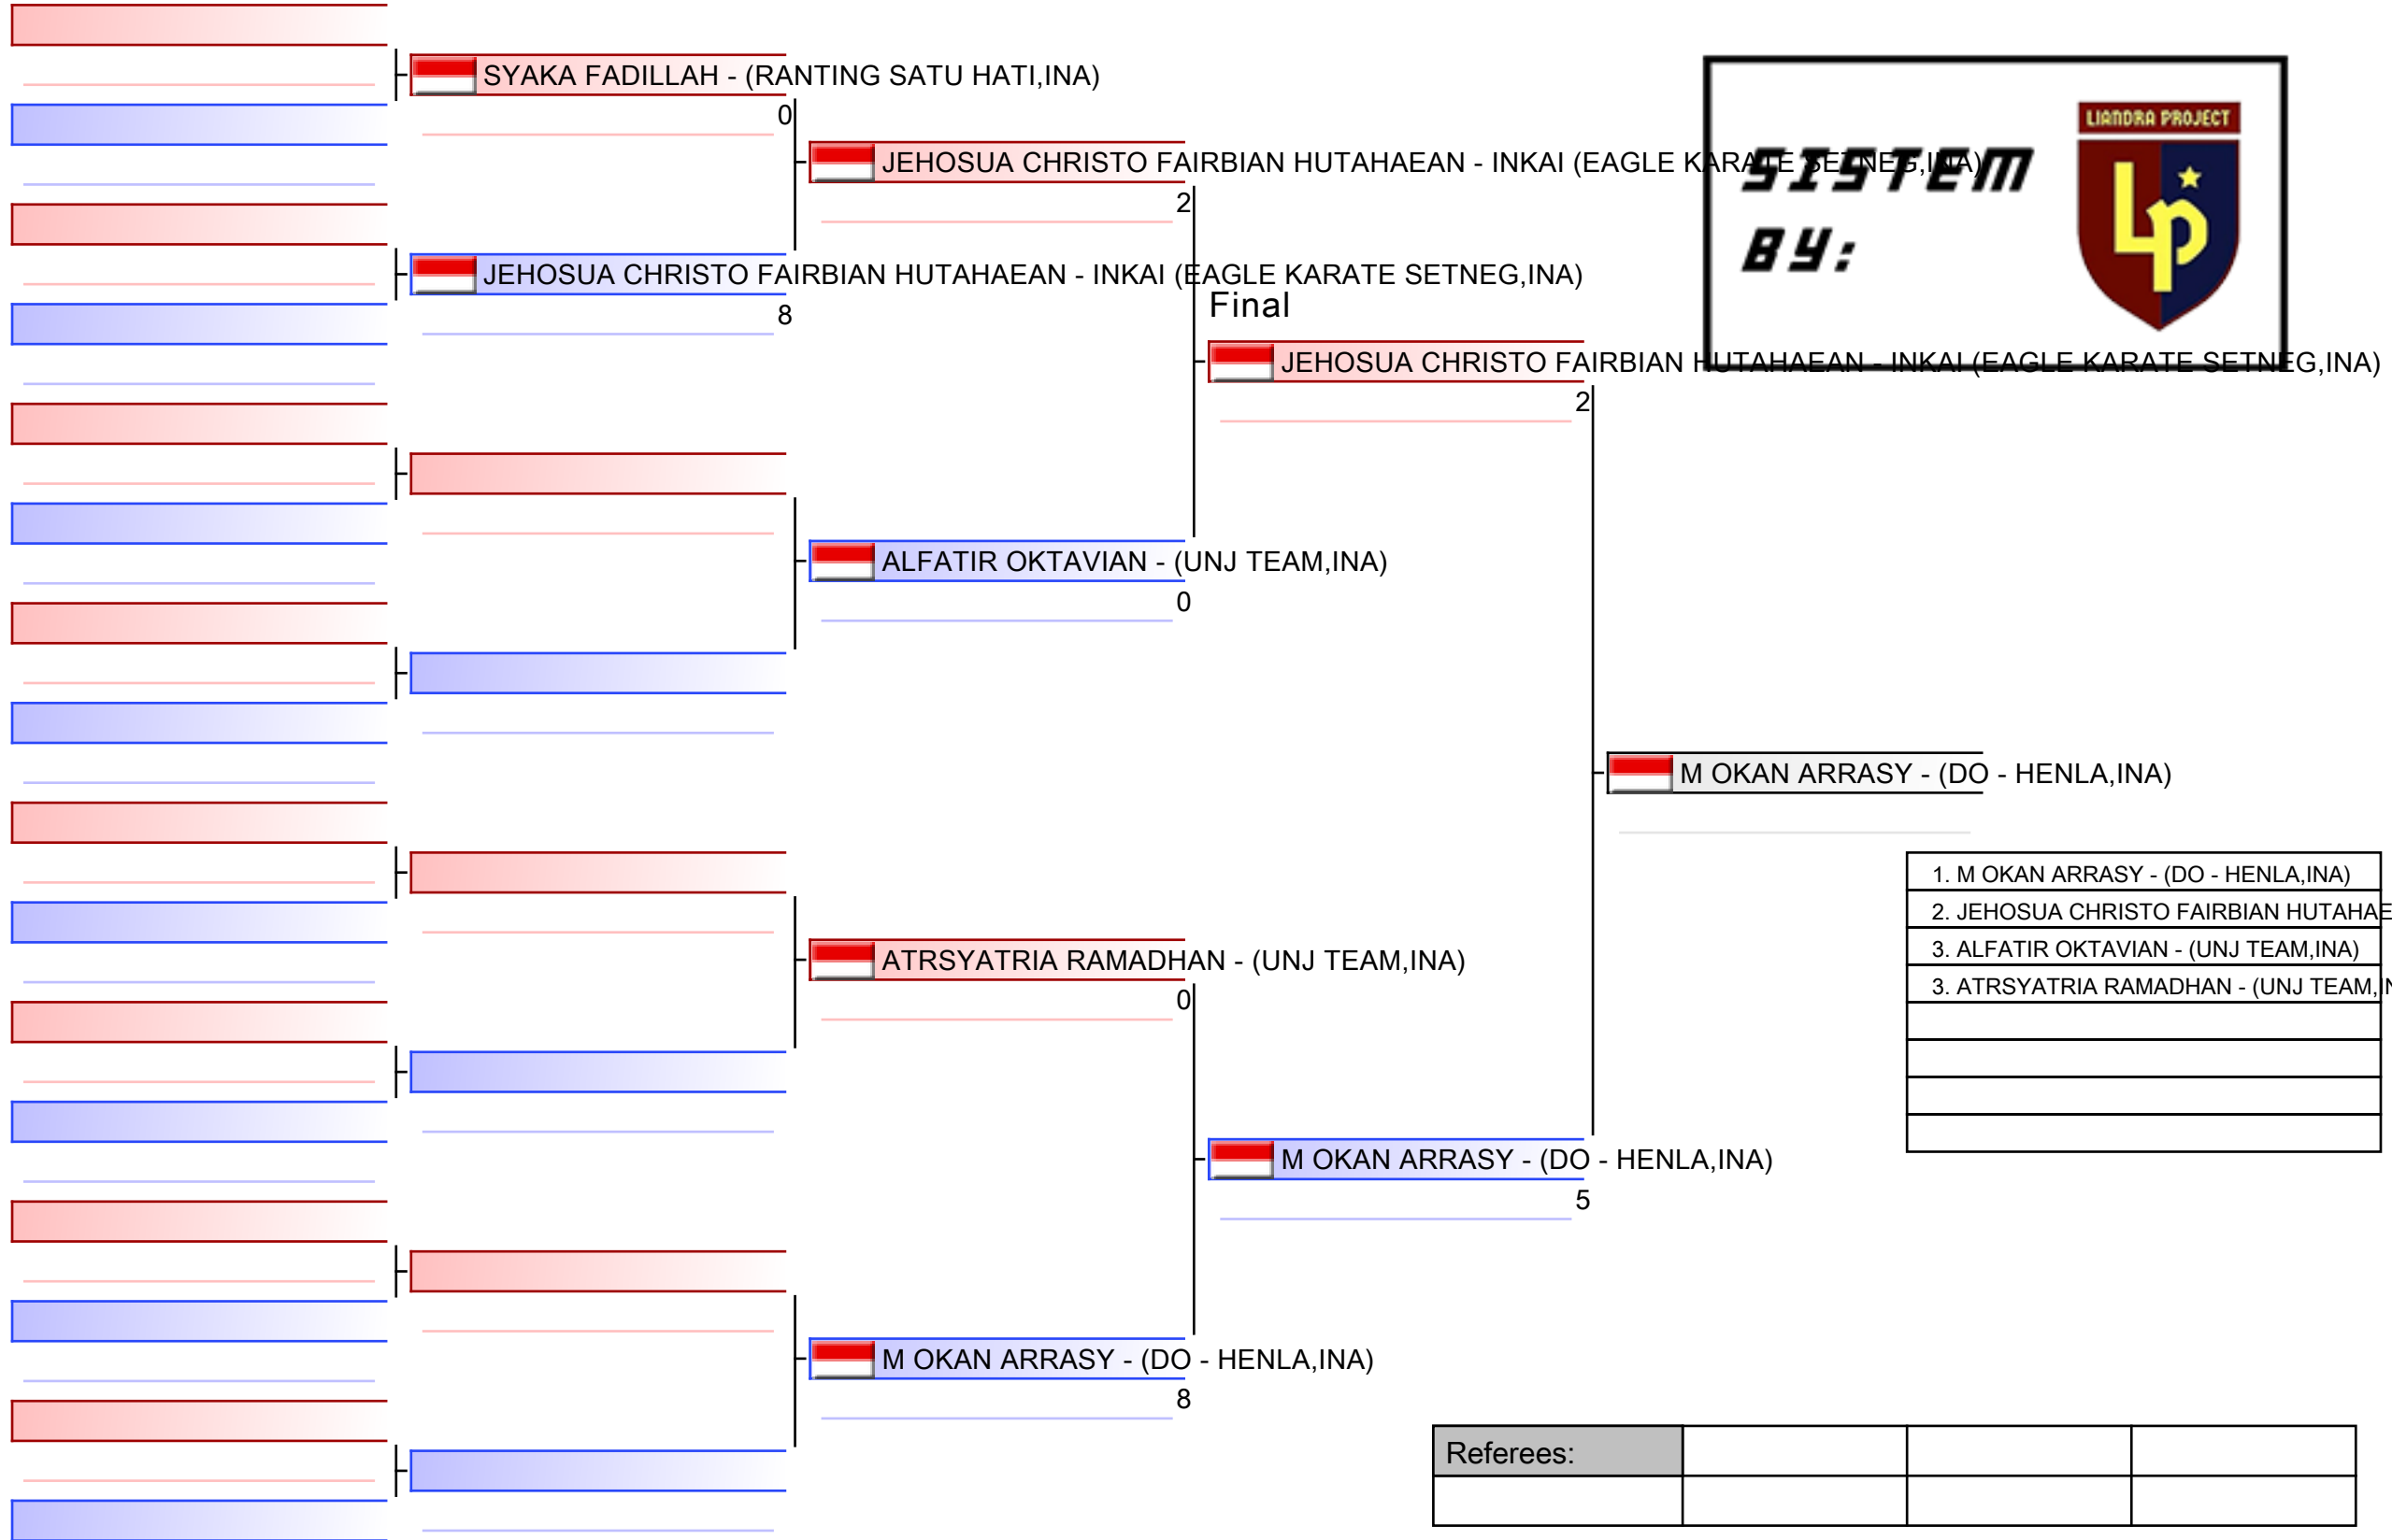 SYAKA FADILLAH - (RANTING SATU HATI,INA)
0
JEHOSUA CHRISTO FAIRBIAN HUTAHAEAN - INKAI (EAGLE KARATE SETNEG,INA)
2
JEHOSUA CHRISTO FAIRBIAN HUTAHAEAN - INKAI (EAGLE KARATE SETNEG,INA)
8
Final
JEHOSUA CHRISTO FAIRBIAN HUTAHAEAN - INKAI (EAGLE KARATE SETNEG,INA)
2
SISTEM
BY:
LIANDRA PROJECT
Lp
ALFATIR OKTAVIAN - (UNJ TEAM,INA)
0
M OKAN ARRASY - (DO - HENLA,INA)
1. M OKAN ARRASY - (DO - HENLA,INA)
2. JEHOSUA CHRISTO FAIRBIAN HUTAHAE
3. ALFATIR OKTAVIAN - (UNJ TEAM,INA)
3. ATRSYATRIA RAMADHAN - (UNJ TEAM,IN
ATRSYATRIA RAMADHAN - (UNJ TEAM,INA)
0
M OKAN ARRASY - (DO - HENLA,INA)
5
M OKAN ARRASY - (DO - HENLA,INA)
8
Referees: